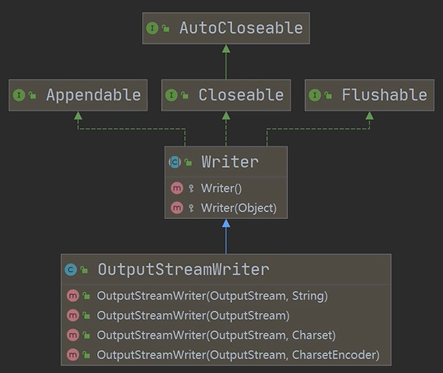 AutoCloseable
Appendable
Closeable
Flushable
Writer
Writer()
Writer(Object)
OutputStreamWriter
OutputStreamWriter(OutputStream, String)
OutputStreamWriter(OutputStream)
OutputStreamWriter(OutputStream, Charset)
OutputStreamWriter(OutputStream, CharsetEncoder)